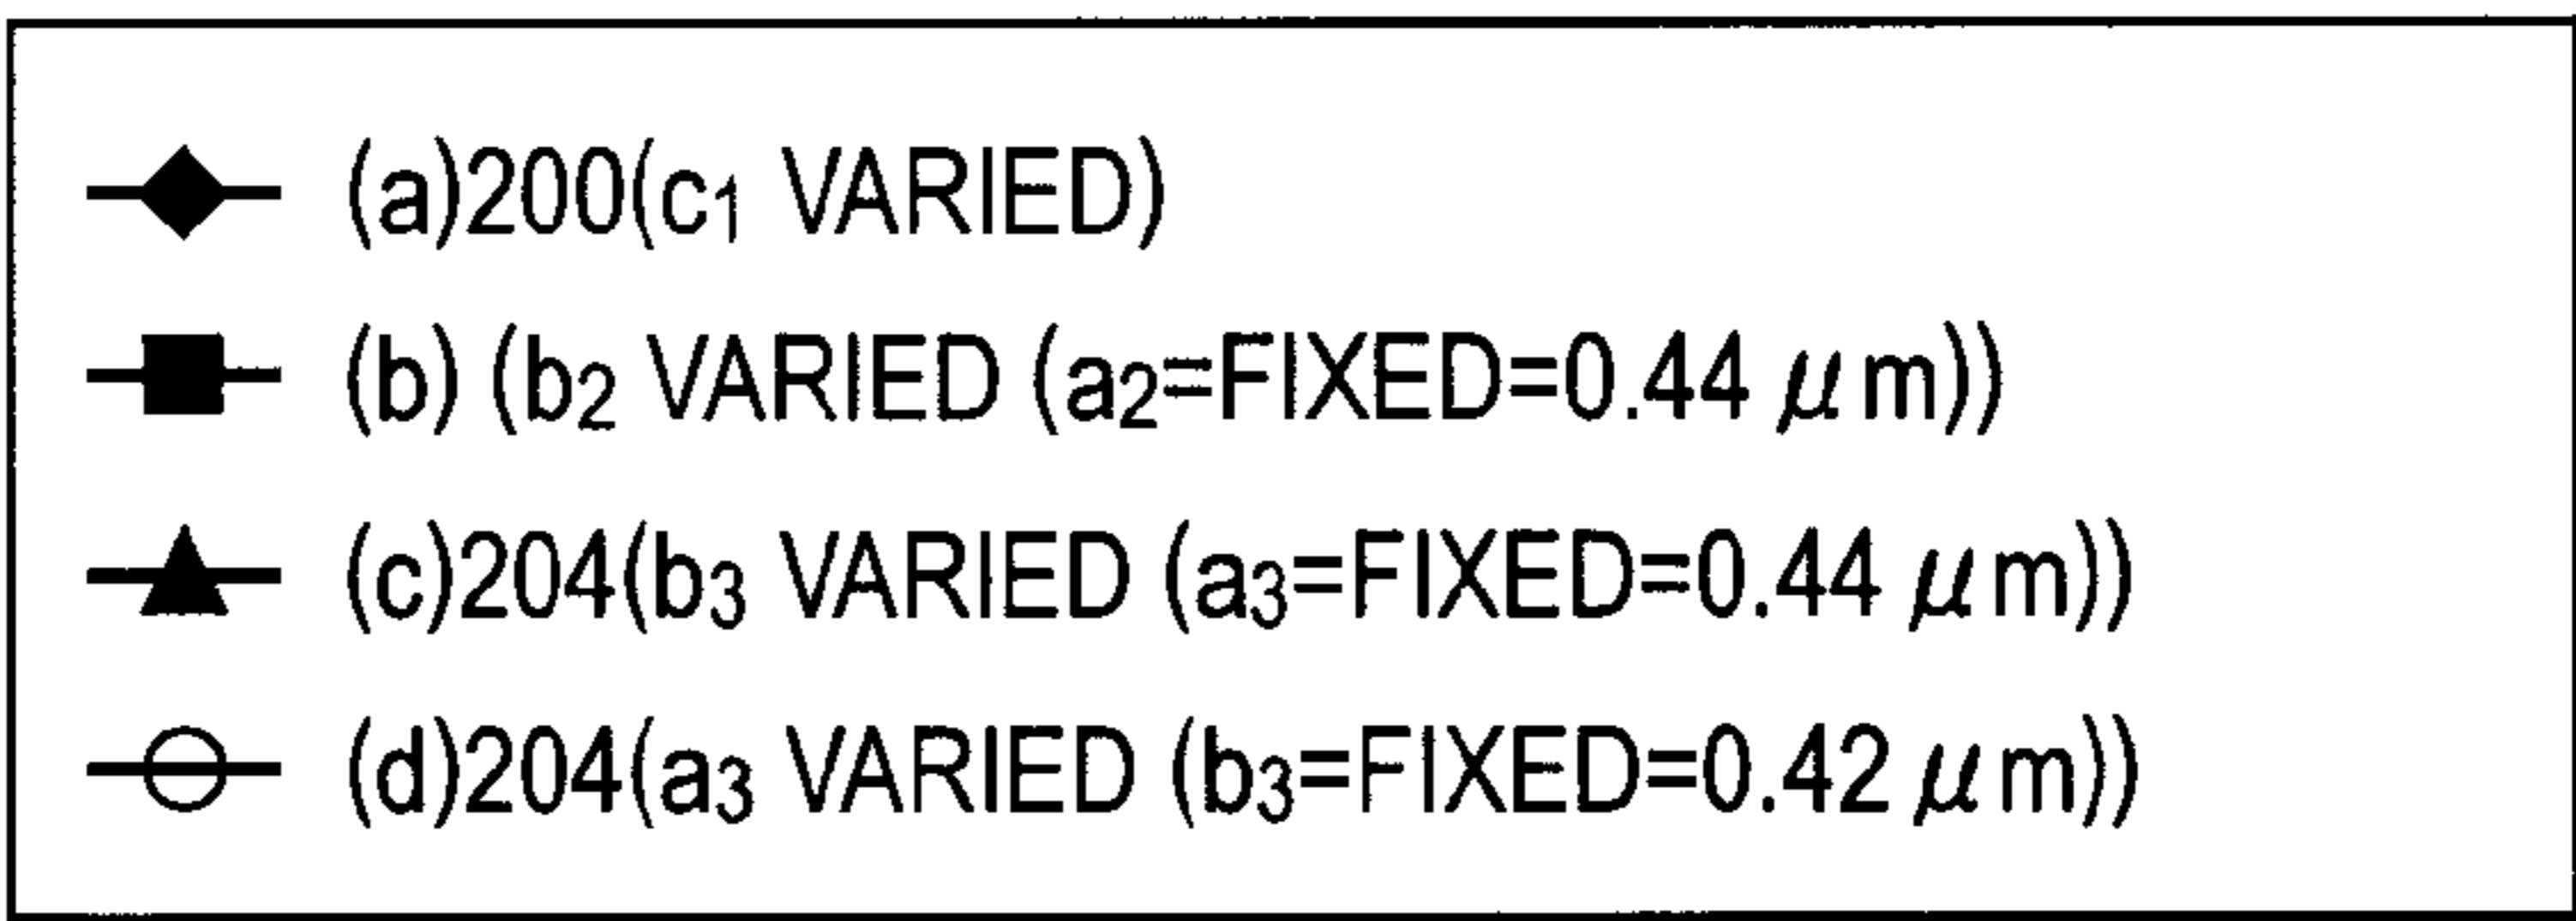 (a)200(c1 VARIED)
(b) (b2 VARIED (a2=FIXED=0.44 μm))
(c)204(b3 VARIED (a3=FIXED=0.44 μm))
(d)204(a3 VARIED (b3=FIXED=0.42 μm))